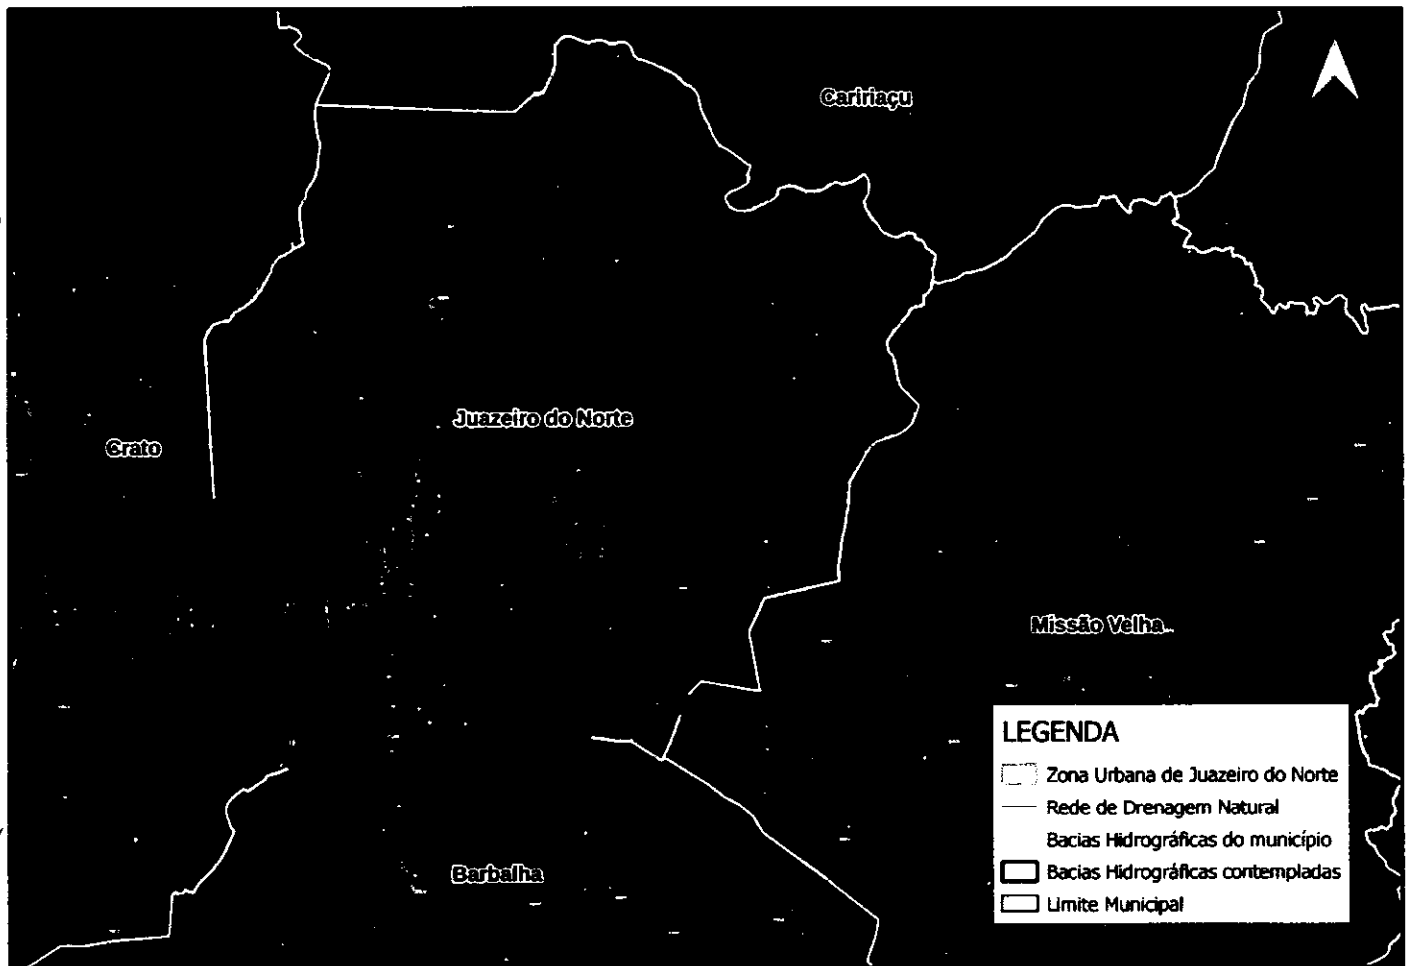 Caririaçu
Juazeiro do Norte
Crato
Missão Velha
Barbalha
LEGENDA
Zona Urbana de Juazeiro do Norte
Rede de Drenagem Natural
Bacias Hidrográficas do município
Bacias Hidrográficas contempladas
Limite Municipal